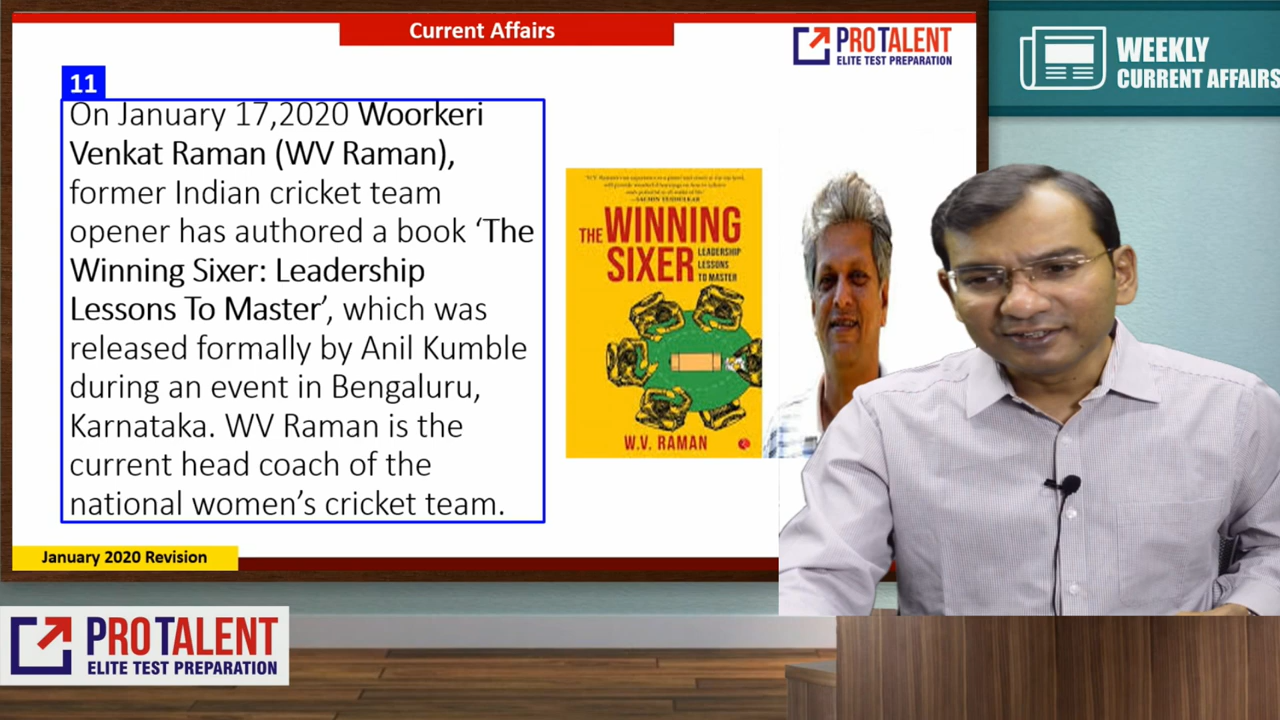 Current Affairs
PROTALENT
ELITE TEST PREPARATION
WEEKLY
CURRENT AFFAIRS
11
On January 17,2020 Woorkeri
Venkat Raman (WV Raman),
former Indian cricket team
opener has authored a book ‘The
Winning Sixer: Leadership
Lessons To Master’, which was
released formally by Anil Kumble
during an event in Bengaluru,
Karnataka. WV Raman is the
current head coach of the
national women’s cricket team.
THE WINNING
SIXER
LEADERSHIP
LESSONS
TO MASTER
W.V. RAMAN
January 2020 Revision
PROTALENT
ELITE TEST PREPARATION